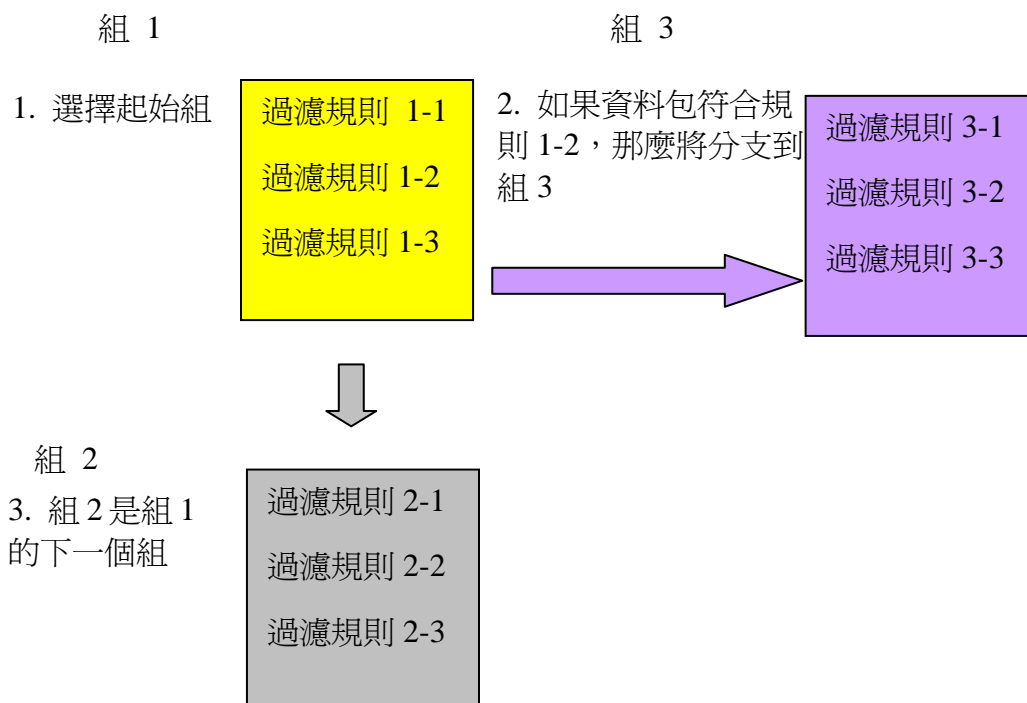 組 1
組 3
1. 選擇起始組
過濾規則 1-1
過濾規則 1-2
過濾規則 1-3
2. 如果資料包符合規
則 1-2，那麼將分支到
組 3
過濾規則 3-1
過濾規則 3-2
過濾規則 3-3
組 2
3. 組 2 是組 1
的下一個組
過濾規則 2-1
過濾規則 2-2
過濾規則 2-3